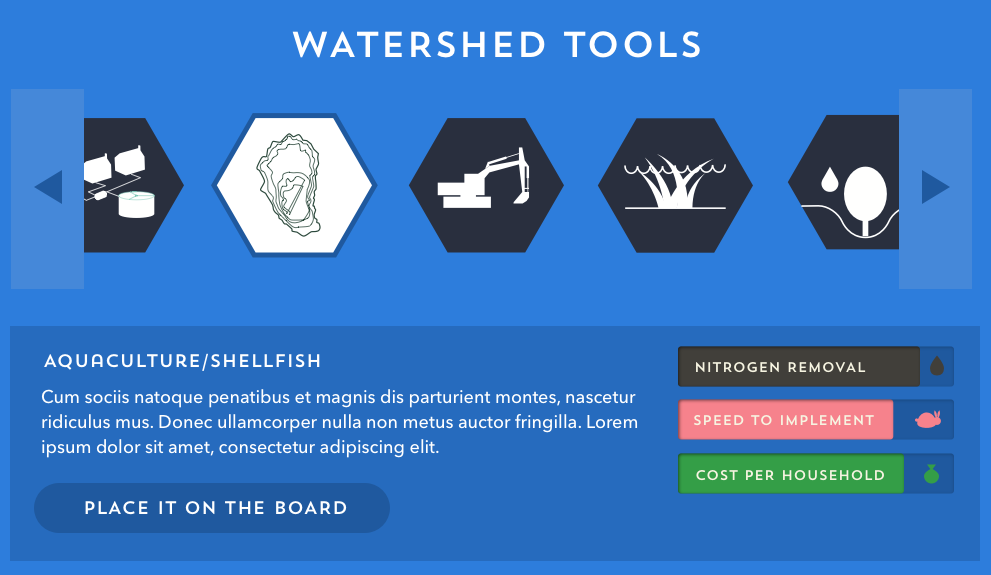 WATERSHED TOOLS
AQUACULTURE/SHELLFISH
Cum sociis natoque penatibus et magnis dis parturient montes, nascetur
ridiculus mus. Donec ullamcorper nulla non metus auctor fringilla. Lorem
ipsum dolor sit amet, consectetur adipiscing elit.
PLACE IT ON THE BOARD
NITROGEN REMOVAL
SPEED TO IMPLEMENT
COST PER HOUSEHOLD